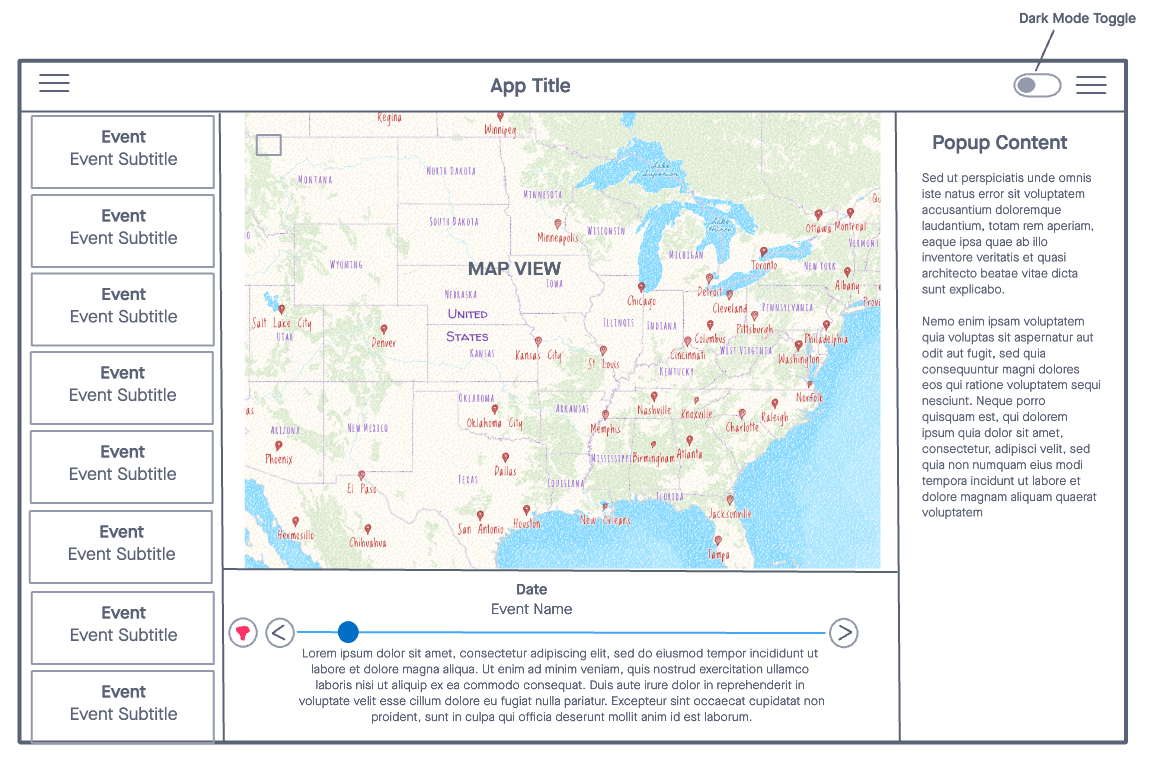 Dark Mode Toggle
App Title
Event
Event Subtitle
Event
Event Subtitle
Event
Event Subtitle
Event
Event Subtitle
Event
Event Subtitle
Event
Event Subtitle
Event
Event Subtitle
Event
Event Subtitle
Regina
Winnipeg
Lake
Superior
Montana
North Dakota
Minnesota
South Dakota
Minneapolis
Wisconsin
Lake
Huron
Ottawa
Montreal
Vermont
Michigan
Toronto
New York
Wyoming
MAP VIEW
Iowa
Nebraska
Chicago
Detroit
Cleveland
Albany
Pennsylvania
Provi
United
States
Salt Lake City
Utah
Denver
Kansas
Kansas City
Illinois
Indiana
St Louis
Columbus
Pittsburgh
Philadelphia
Cincinnati
West Virginia
Washington
Kentucky
Oklahoma
Arkansas
Nashville
Knoxville
Norfolk
Raleigh
Charlotte
as
Arizona
New Mexico
Oklahoma City
Memphis
Phoenix
Dallas
Mississippi
Birmingham
Atlanta
El Paso
Texas
Louisiana
Florida
Jacksonville
Hermosillo
Chihuahua
San Antonio
Houston
New Orleans
Tampa
Date
Event Name
<
>
Lorem ipsum dolor sit amet, consectetur adipiscing elit, sed do eiusmod tempor incididunt ut
labore et dolore magna aliqua. Ut enim ad minim veniam, quis nostrud exercitation ullamco
laboris nisi ut aliquip ex ea commodo consequat. Duis aute irure dolor in reprehenderit in
voluptate velit esse cillum dolore eu fugiat nulla pariatur. Excepteur sint occaecat cupidatat non
proident, sunt in culpa qui officia deserunt mollit anim id est laborum.
Popup Content
Sed ut perspiciatis unde omnis
iste natus error sit voluptatem
accusantium doloremque
laudantium, totam rem aperiam,
eaque ipsa quae ab illo
inventore veritatis et quasi
architecto beatae vitae dicta
sunt explicabo.
Nemo enim ipsam voluptatem
quia voluptas sit aspernatur aut
odit aut fugit, sed quia
consequuntur magni dolores
eos qui ratione voluptatem sequi
nesciunt. Neque porro
quisquam est, qui dolorem
ipsum quia dolor sit amet,
consectetur, adipisci velit, sed
quia non numquam eius modi
tempora incidunt ut labore et
dolore magnam aliquam quaerat
voluptatem